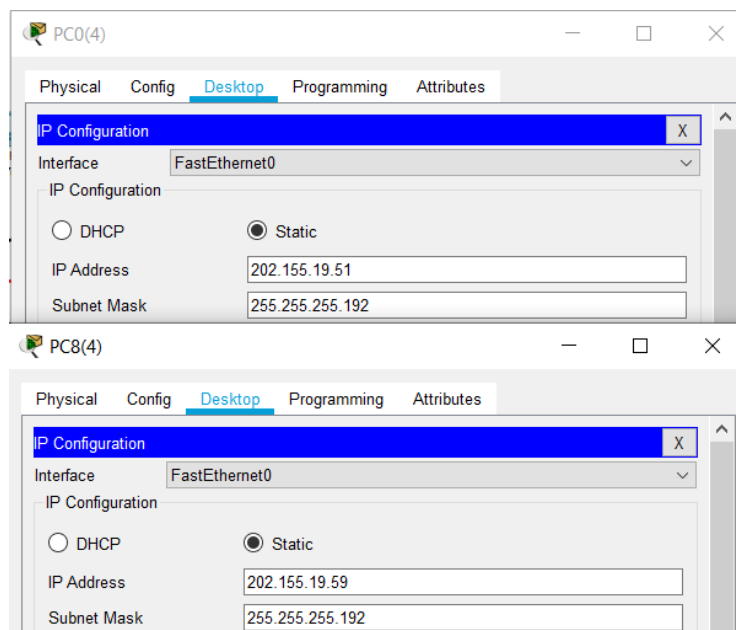 PC0(4)
Physical Config Desktop Programming Attributes
IP Configuration X
Interface FastEthernet0
IP Configuration
DHCP Static
IP Address 202.155.19.51
Subnet Mask 255.255.255.192
PC8(4)
Physical Config Desktop Programming Attributes
IP Configuration X
Interface FastEthernet0
IP Configuration
DHCP Static
IP Address 202.155.19.59
Subnet Mask 255.255.255.192